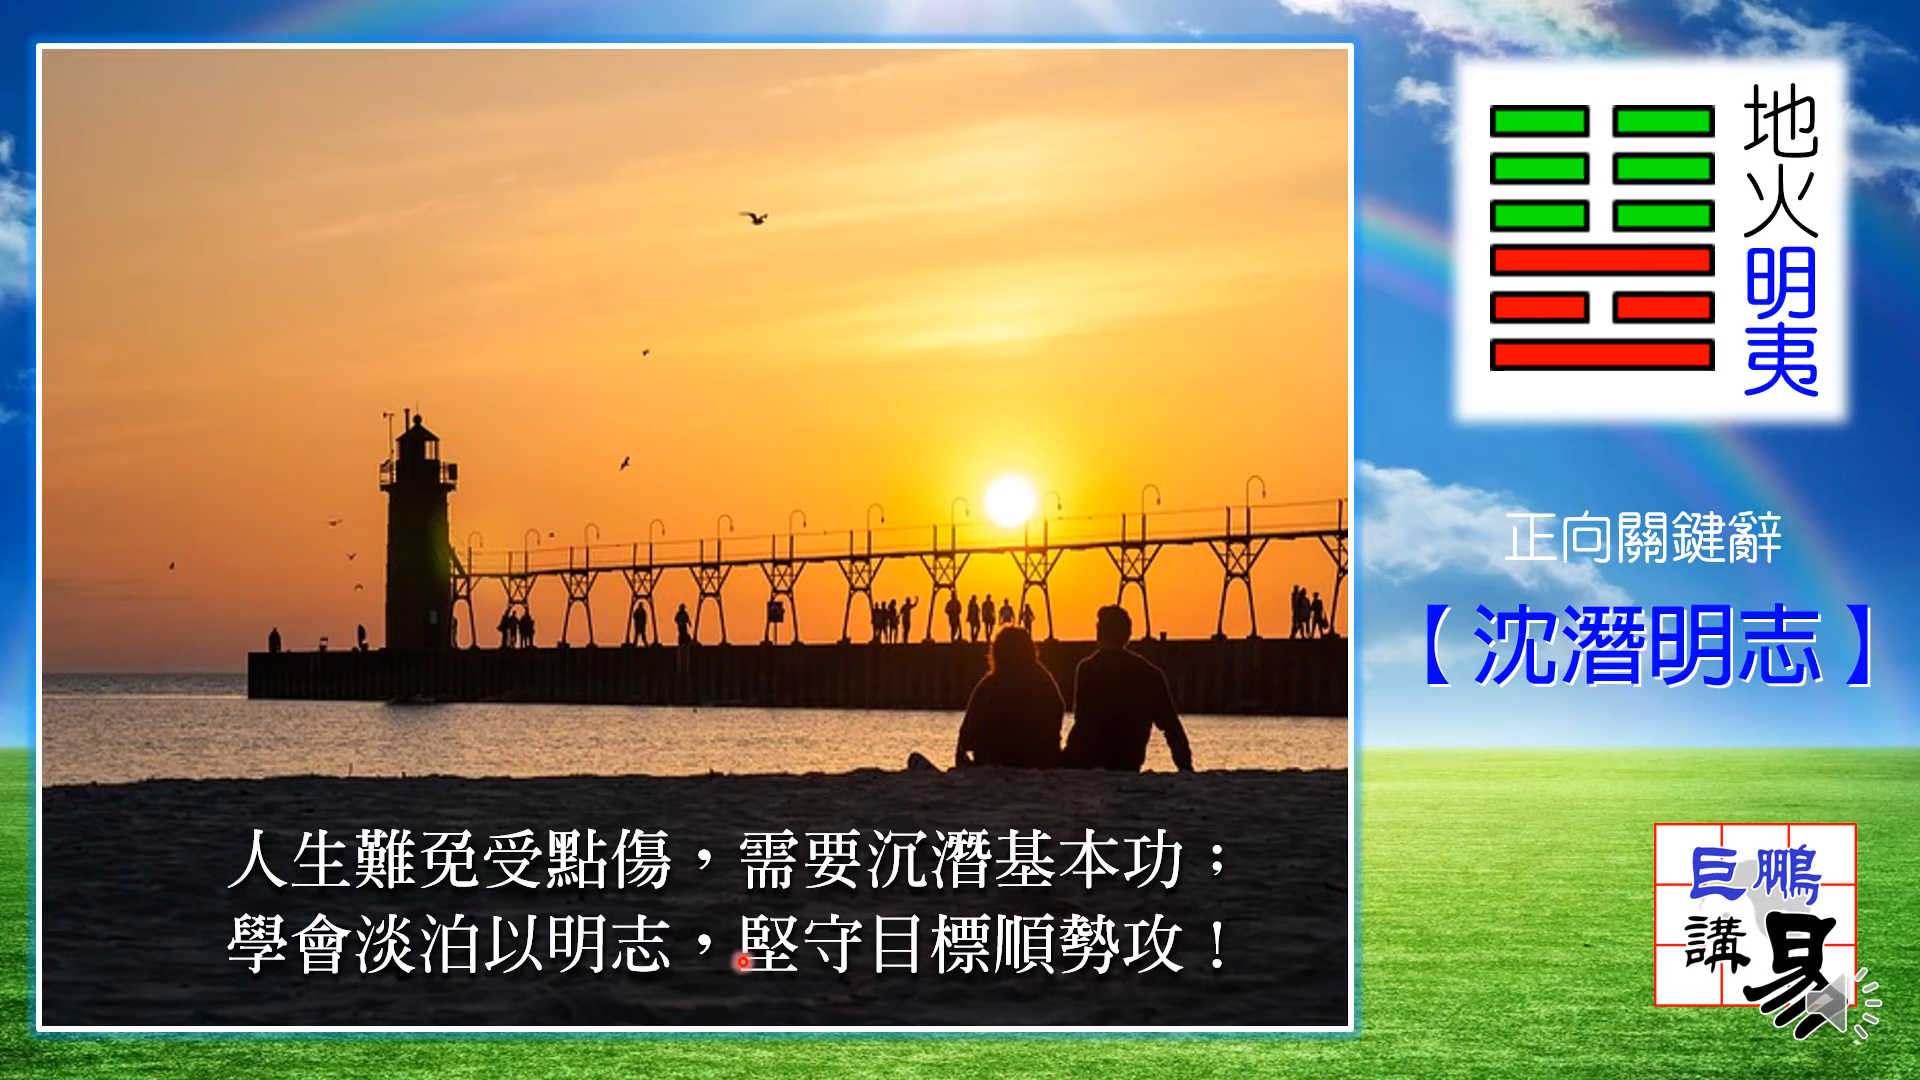 地火明夷
正向關鍵辭
【沈潛明志】
人生難免受點傷，需要沉潛基本功；
學會淡泊以明志，堅守目標順勢攻！
巨鵬
講易